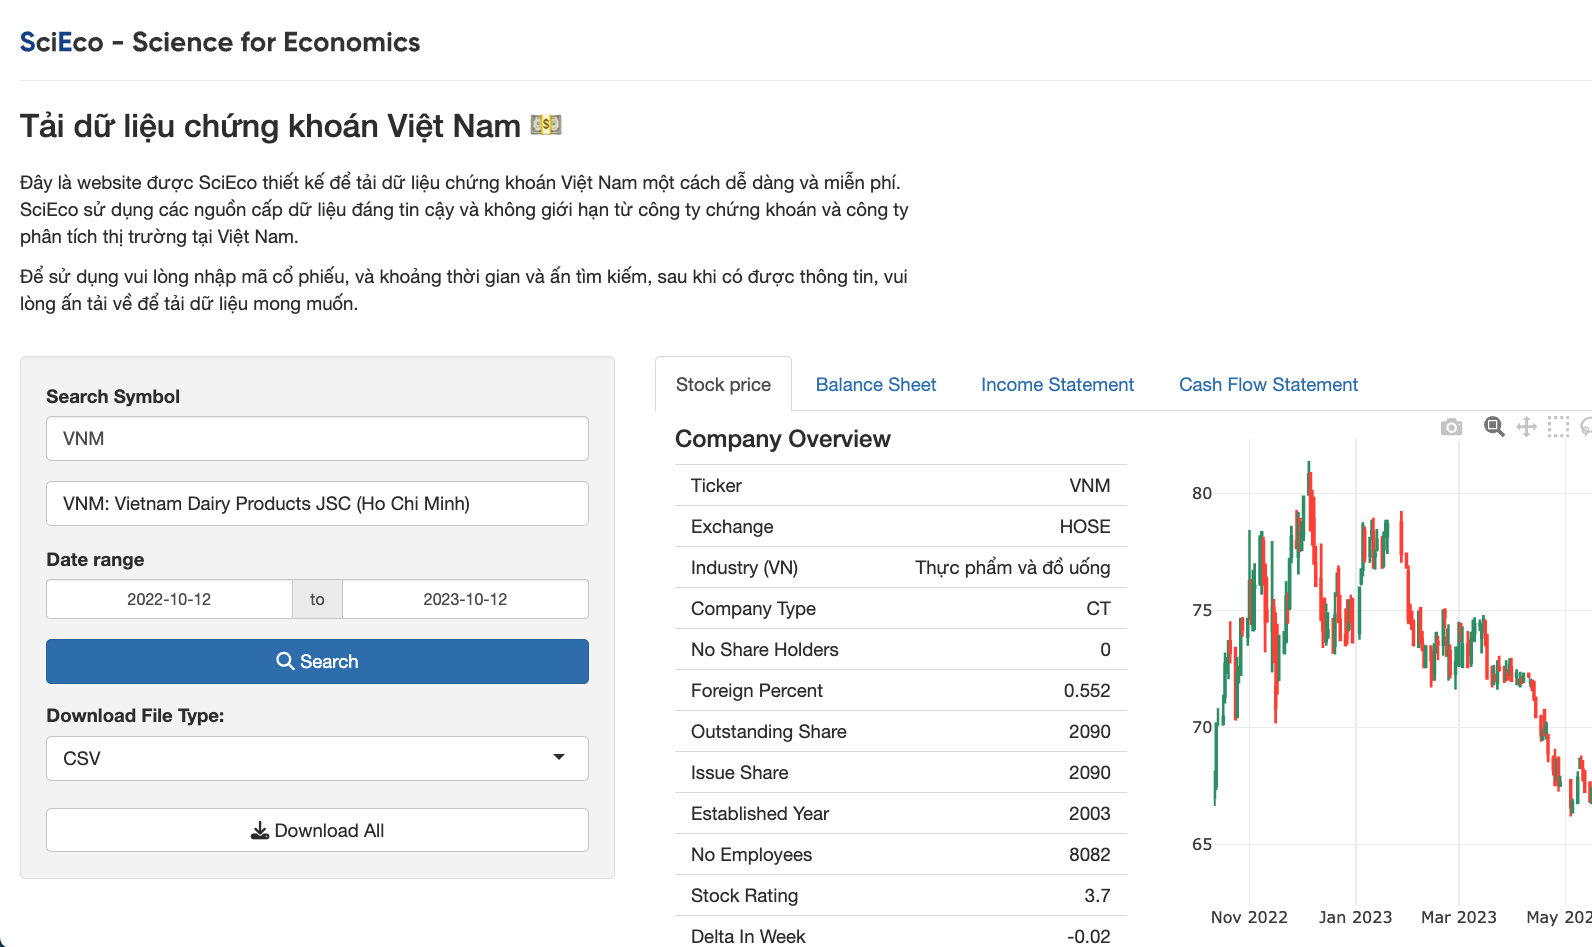 SciEco - Science for Economics
Tải dữ liệu chứng khoán Việt Nam 💵
Đây là website được SciEco thiết kế để tải dữ liệu chứng khoán Việt Nam một cách dễ dàng và miễn phí.
SciEco sử dụng các nguồn cấp dữ liệu đáng tin cậy và không giới hạn từ công ty chứng khoán và công ty
phân tích thị trường tại Việt Nam.
Để sử dụng vui lòng nhập mã cổ phiếu, và khoảng thời gian và ấn tìm kiếm, sau khi có được thông tin, vui
lòng ấn tải về để tải dữ liệu mong muốn.
Search Symbol
VNM
VNM: Vietnam Dairy Products JSC (Ho Chi Minh)
Date range
2022-10-12 to 2023-10-12
Search
Download File Type:
CSV
Download All
Stock price Balance Sheet Income Statement Cash Flow Statement
Company Overview
Ticker VNM
Exchange HOSE
Industry (VN) Thực phẩm và đồ uống
Company Type CT
No Share Holders 0
Foreign Percent 0.552
Outstanding Share 2090
Issue Share 2090
Established Year 2003
No Employees 8082
Stock Rating 3.7
Delta In Week -0.02
80
75
70
65
Nov 2022 Jan 2023 Mar 2023 May 202